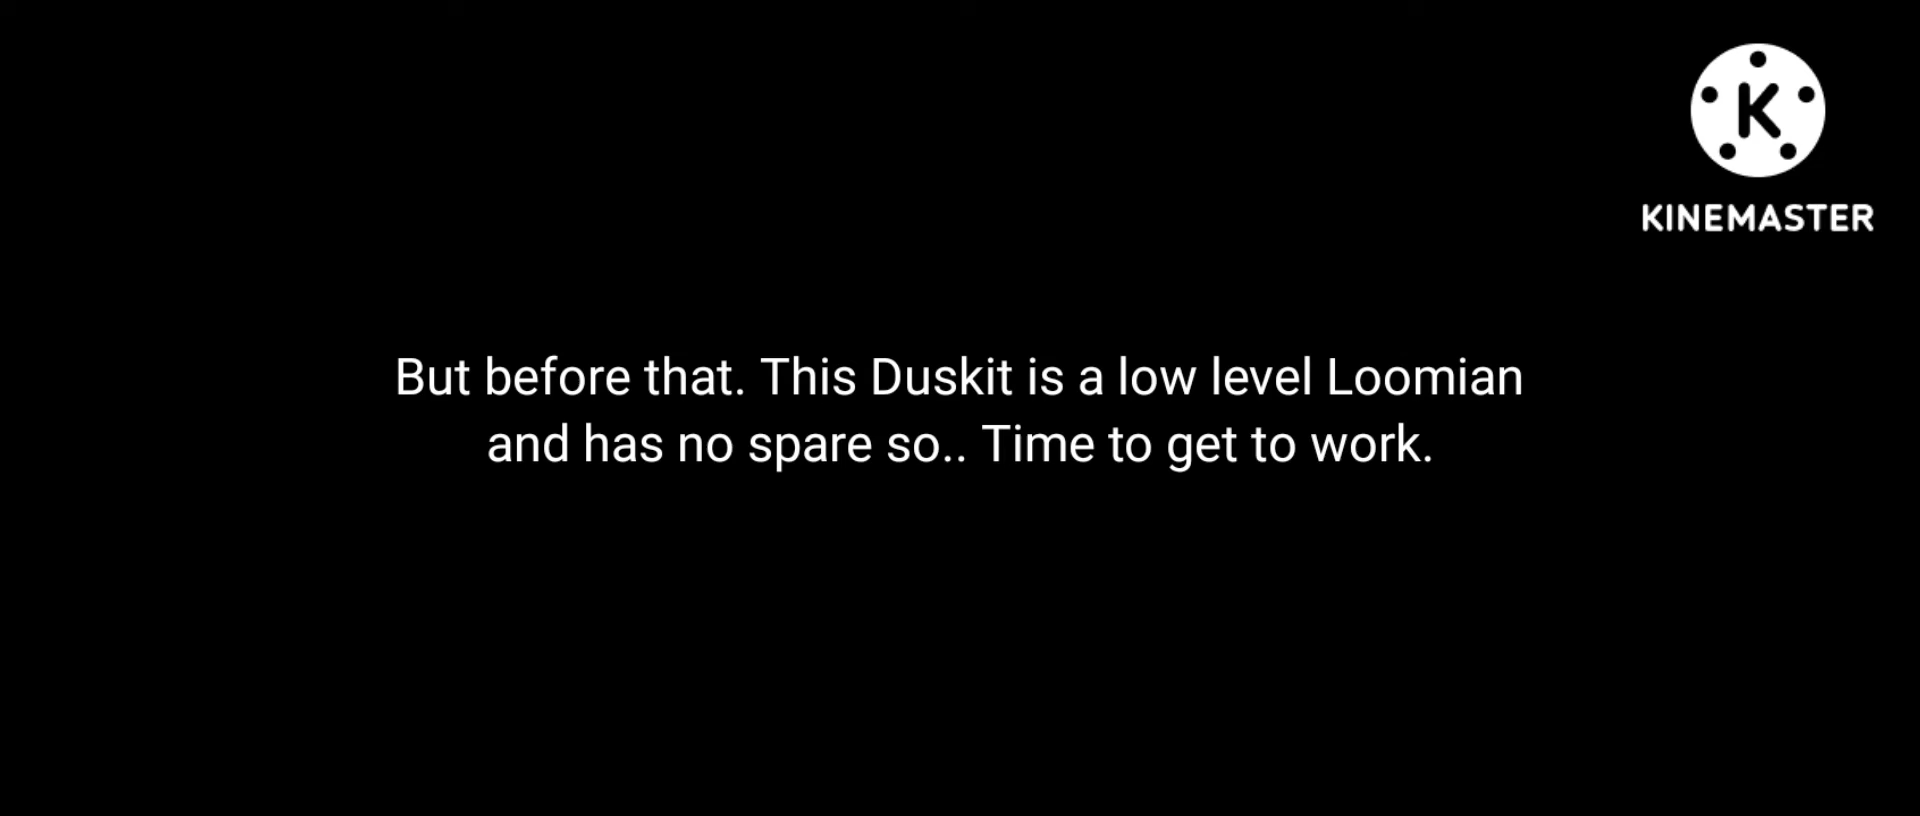 K
KINEMASTER
But before that. This Duskit is a low level Loomian
and has no spare so.. Time to get to work.